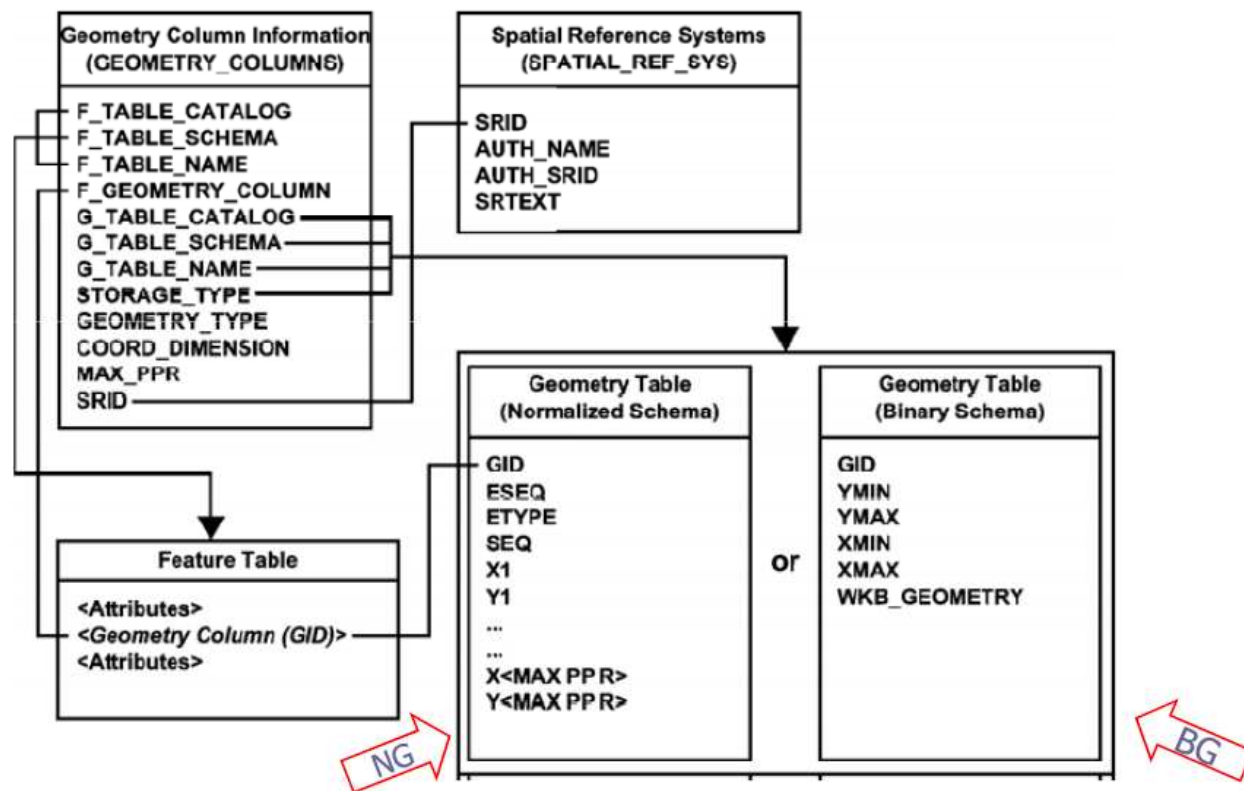 Geometry Column Information
(GEOMETRY_COLUMNS)
F_TABLE_CATALOG
F_TABLE_SCHEMA
F_TABLE_NAME
F_GEOMETRY_COLUMN
G_TABLE_CATALOG
G_TABLE_SCHEMA
G_TABLE_NAME
STORAGE_TYPE
GEOMETRY_TYPE
COORD_DIMENSION
MAX_PPR
SRID
Spatial Reference Systems
(SPATIAL_REF_SYS)
SRID
AUTH_NAME
AUTH_SRID
SRTEXT
Feature Table
<Attributes>
<Geometry Column (GID)>
<Attributes>
Geometry Table
(Normalized Schema)
GID
ESEQ
ETYPE
SEQ
X1
Y1
...
...
X<MAX PPR>
Y<MAX PPR>
or
Geometry Table
(Binary Schema)
GID
YMIN
YMAX
XMIN
XMAX
WKB_GEOMETRY
NG
BG